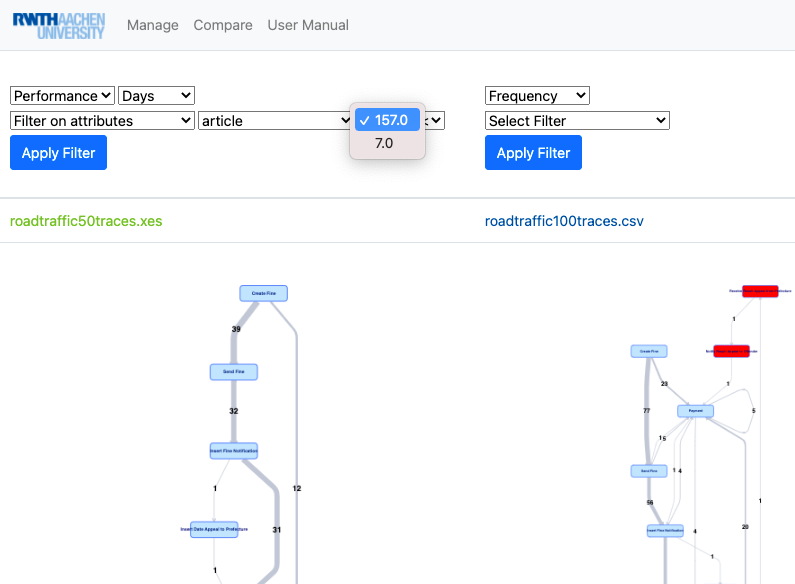 RWTHAACHEN
UNIVERSITY
Manage Compare User Manual
Performance Days
Frequency
Filter on attributes article ✓ 157.0
7.0
Select Filter
Apply Filter
Apply Filter
roadtraffic50traces.xes
roadtraffic100traces.csv
Create Fine
39
Send Fine
32
Insert Fine Notification
1
12
31
Insert Date Appeal to Prefecture
1
1
Create Fine
1
23
Payment
77
5
1 6
Send Fine
1 4
56
1
Insert Fine Notification
4
20
1